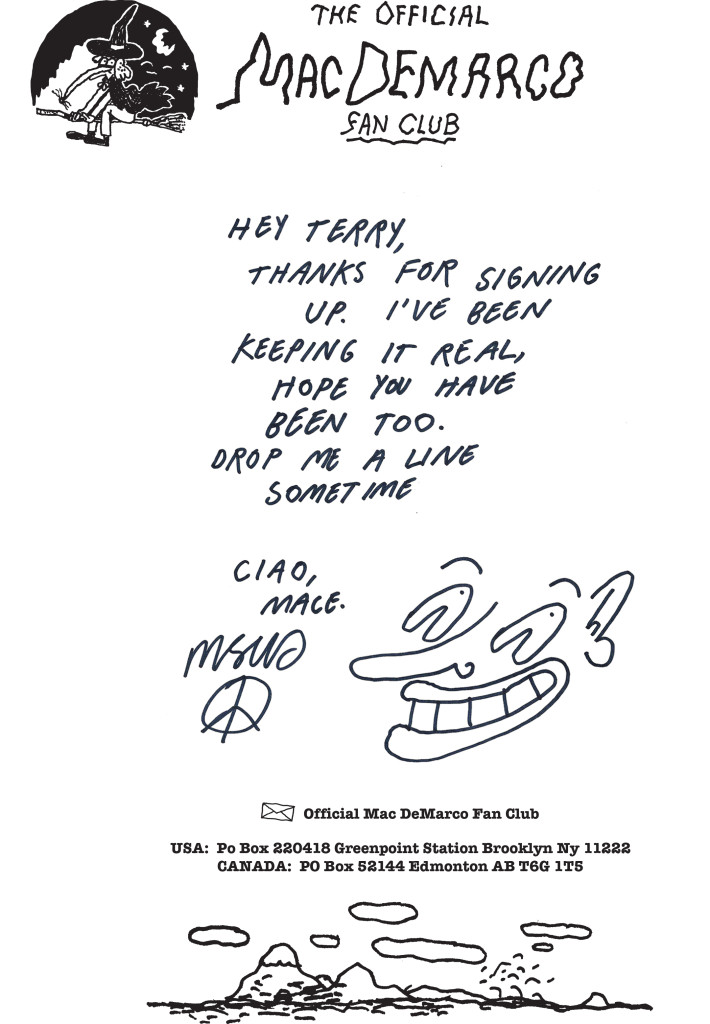 THE OFFICIAL
MAC DEMARCO
FAN CLUB
HEY TERRY,
THANKS FOR SIGNING
UP. I'VE BEEN
KEEPING IT REAL,
HOPE YOU HAVE
BEEN TOO.
DROP ME A LINE
SOMETIME
CIAO,
MACE.
Official Mac DeMarco Fan Club
USA: Po Box 220418 Greenpoint Station Brooklyn Ny 11222
CANADA: PO Box 52144 Edmonton AB T6G 1T5